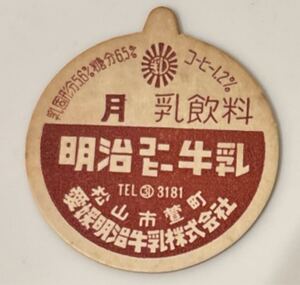 乳固形分5.6% 糖分6.5% コーヒー1.2%
月 乳飲料
明治コーヒー牛乳
TEL ㉛ 3181
松山市萱町
愛媛明治牛乳株式会社